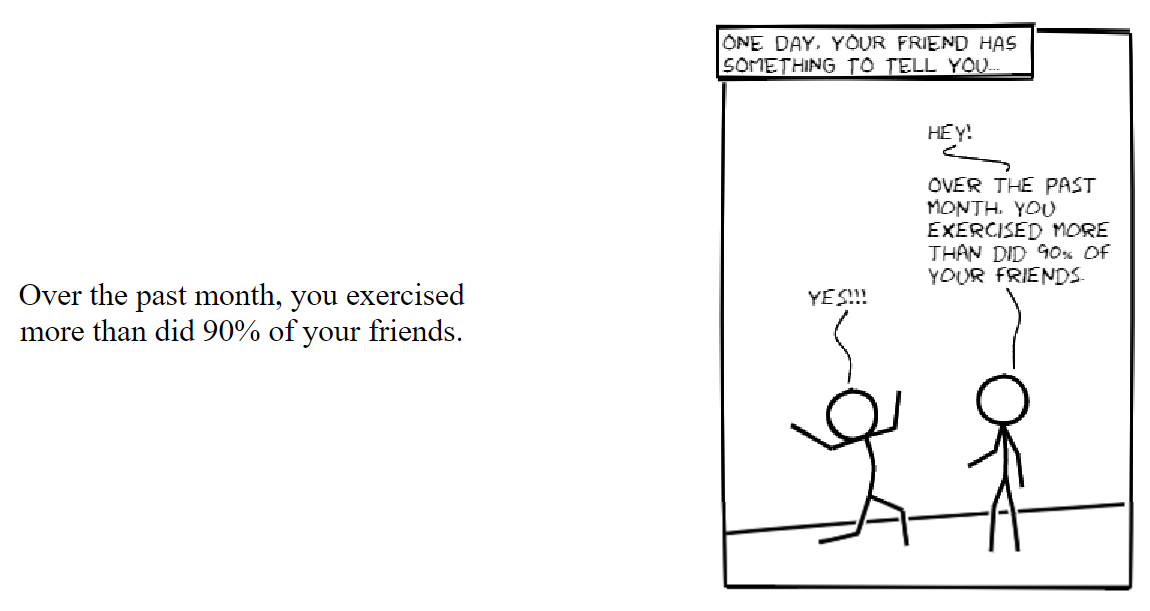 Over the past month, you exercised
more than did 90% of your friends.
ONE DAY, YOUR FRIEND HAS
SOMETHING TO TELL YOU...
HEY!
OVER THE PAST
MONTH, YOU
EXERCISED MORE
THAN DID 90% OF
YOUR FRIENDS.
YES!!!